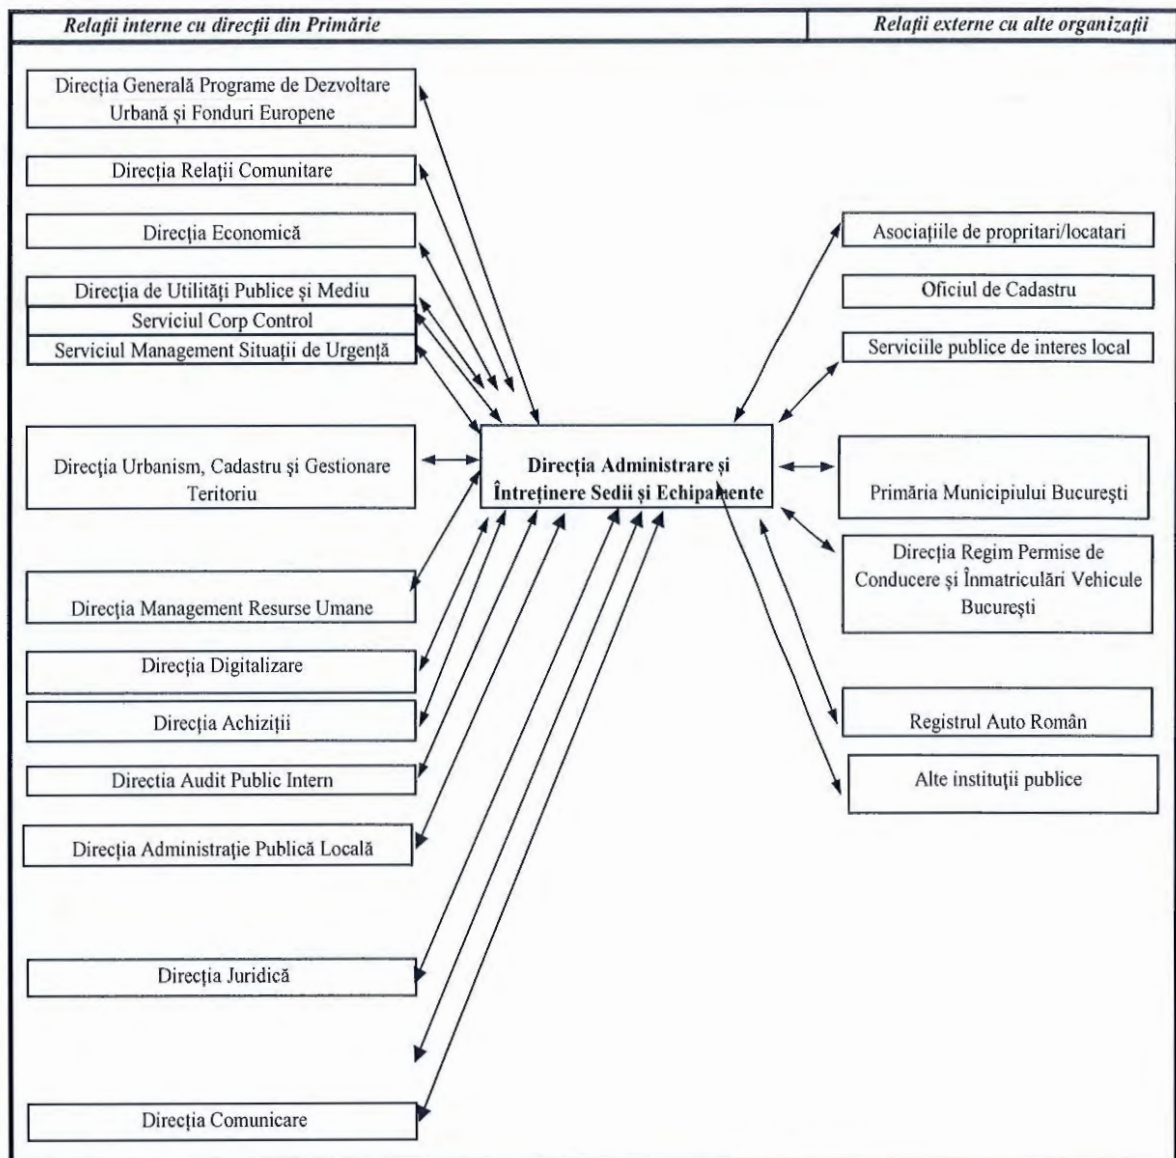 Relații interne cu direcții din Primărie
Relații externe cu alte organizații
Direcția Generală Programe de Dezvoltare
Urbană și Fonduri Europene
Direcția Relații Comunitare
Direcția Economică
Direcția de Utilități Publice și Mediu
Serviciul Corp Control
Serviciul Management Situații de Urgență
Direcția Urbanism, Cadastru și Gestionare
Teritoriu
Direcția Management Resurse Umane
Direcția Digitalizare
Direcția Achiziții
Directia Audit Public Intern
Direcția Administrație Publică Locală
Direcția Juridică
Direcția Comunicare
Direcția Administrare și
Întreținere Sedii și Echipamente
Asociațiile de propritari/locatari
Oficiul de Cadastru
Serviciile publice de interes local
Primăria Municipiului București
Direcția Regim Permise de
Conducere și Înmatriculări Vehicule
București
Registrul Auto Român
Alte instituții publice